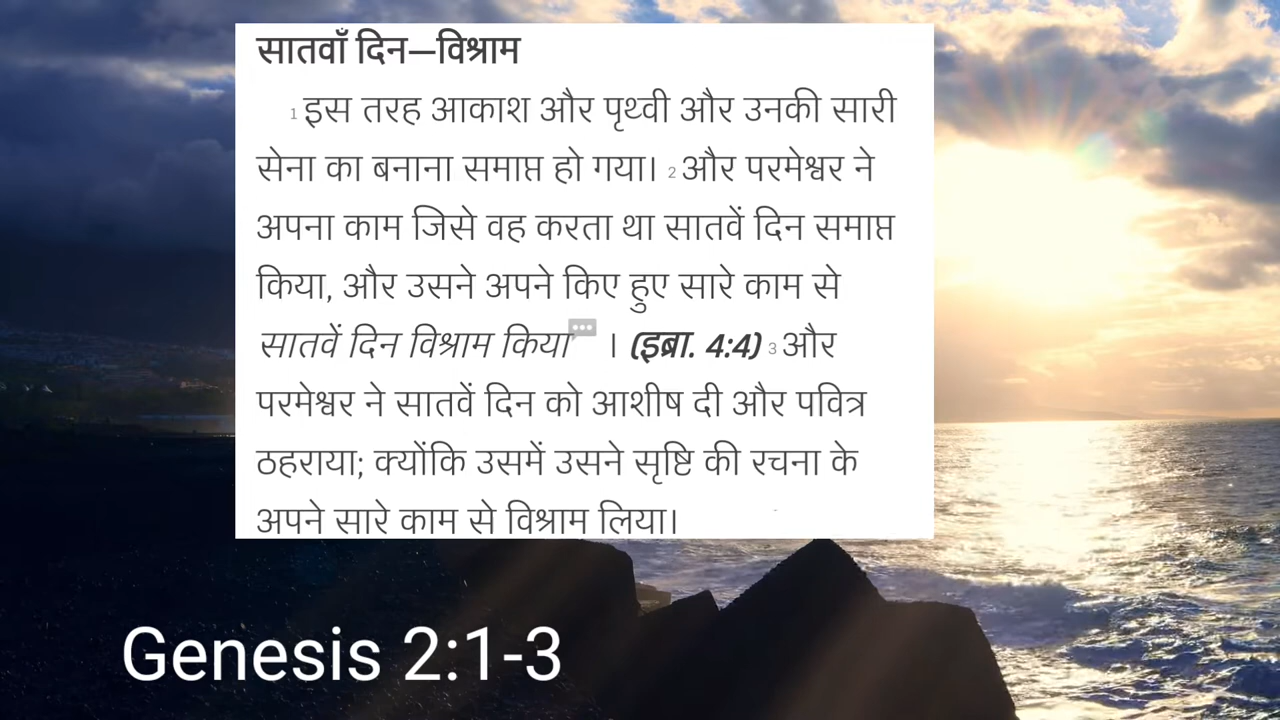 सातवाँ दिन—विश्राम
1 इस तरह आकाश और पृथ्वी और उनकी सारी
सेना का बनाना समाप्त हो गया। 2 और परमेश्वर ने
अपना काम जिसे वह करता था सातवें दिन समाप्त
किया, और उसने अपने किए हुए सारे काम से
सातवें दिन विश्राम किया । (इब्रा. 4:4) 3 और
परमेश्वर ने सातवें दिन को आशीष दी और पवित्र
ठहराया; क्योंकि उसमें उसने सृष्टि की रचना के
अपने सारे काम से विश्राम लिया।
Genesis 2:1-3